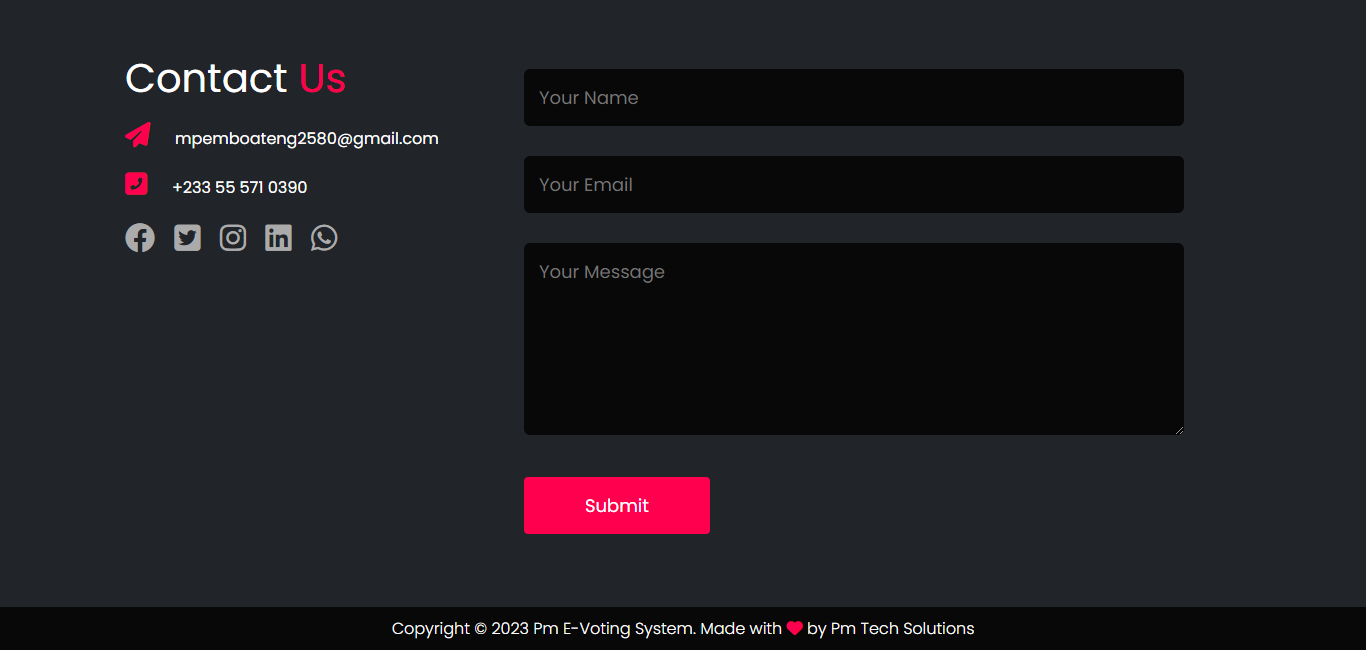 Contact Us
mpemboateng2580@gmail.com
+233 55 571 0390
Your Name
Your Email
Your Message
Submit
Copyright © 2023 Pm E-Voting System. Made with ❤ by Pm Tech Solutions